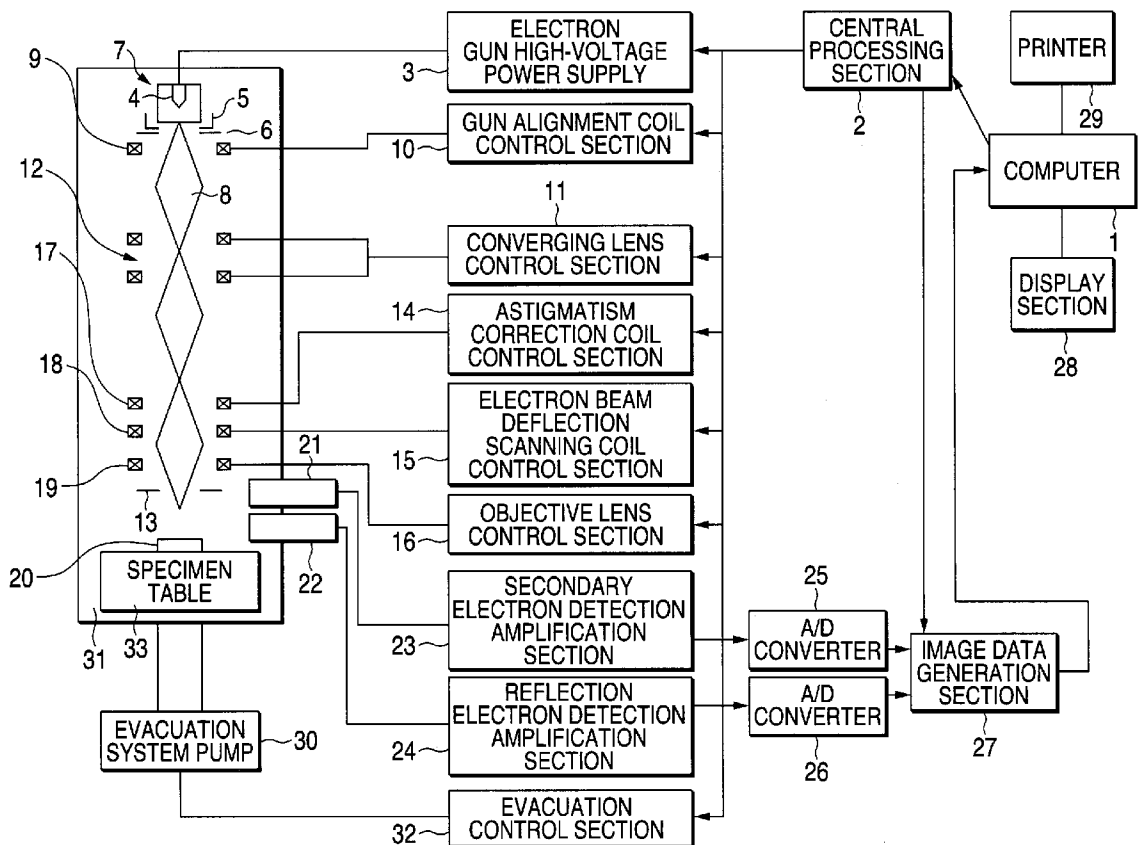 7
9
4
5
6
8
12
17
18
19
13
20
SPECIMEN
TABLE
31
33
21
22
EVACUATION
SYSTEM PUMP
30
ELECTRON
GUN HIGH-VOLTAGE
POWER SUPPLY
3
GUN ALIGNMENT COIL
CONTROL SECTION
10
11
CONVERGING LENS
CONTROL SECTION
14
ASTIGMATISM
CORRECTION COIL
CONTROL SECTION
ELECTRON BEAM
DEFLECTION
SCANNING COIL
CONTROL SECTION
15
OBJECTIVE LENS
CONTROL SECTION
16
SECONDARY
ELECTRON DETECTION
AMPLIFICATION
SECTION
23
REFLECTION
ELECTRON DETECTION
AMPLIFICATION
SECTION
24
EVACUATION
CONTROL SECTION
32
CENTRAL
PROCESSING
SECTION
2
PRINTER
29
COMPUTER
1
DISPLAY
SECTION
28
25
A/D
CONVERTER
A/D
CONVERTER
26
IMAGE DATA
GENERATION
SECTION
27